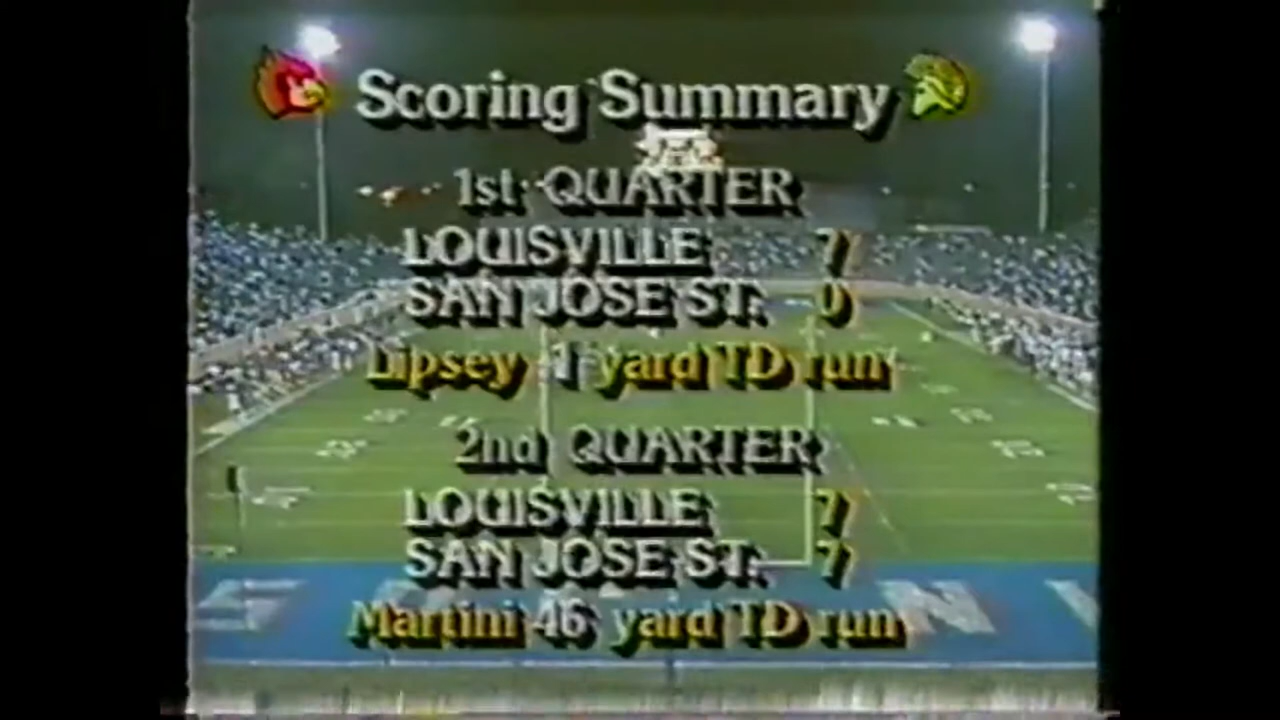 Scoring Summary
1st QUARTER
LOUISVILLE 7
SAN JOSE ST. 0
Lipsey 1 yard TD run
2nd QUARTER
LOUISVILLE 7
SAN JOSE ST. 7
Martini 46 yard TD run